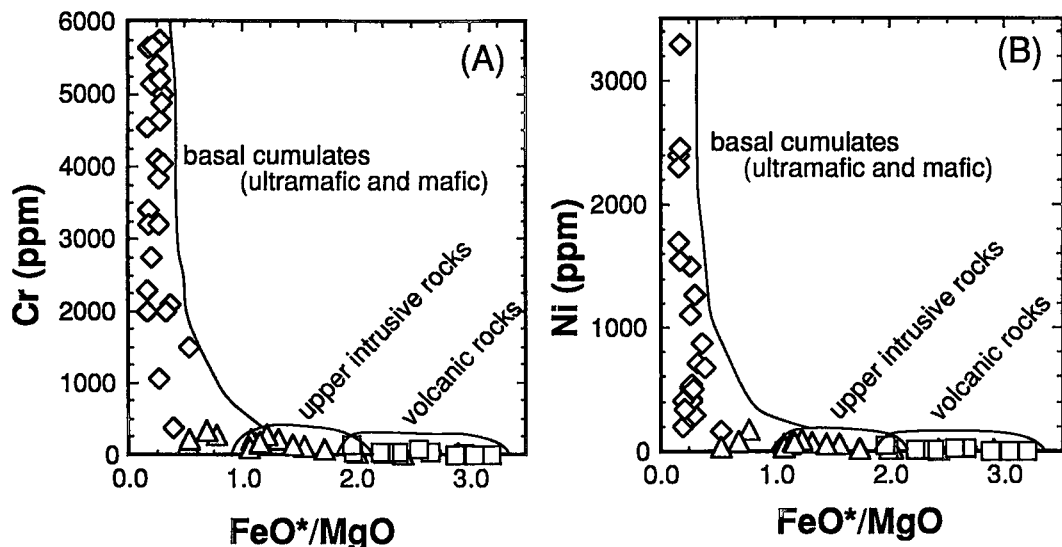 (A)
6000
5000
4000
3000
2000
1000
0
Cr (ppm)
basal cumulates
(ultramafic and mafic)
upper intrusive rocks
volcanic rocks
0.0
1.0
2.0
3.0
FeO*/MgO
(B)
3000
2000
1000
0
Ni (ppm)
basal cumulates
(ultramafic and mafic)
upper intrusive rocks
volcanic rocks
0.0
1.0
2.0
3.0
FeO*/MgO